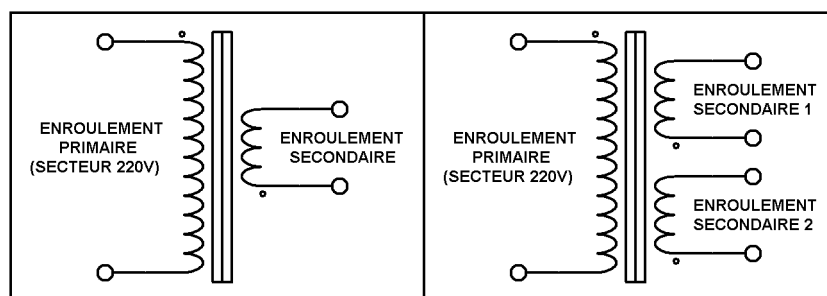 ENROULEMENT
PRIMAIRE
(SECTEUR 220V)
ENROULEMENT
SECONDAIRE
ENROULEMENT
PRIMAIRE
(SECTEUR 220V)
ENROULEMENT
SECONDAIRE 1
ENROULEMENT
SECONDAIRE 2